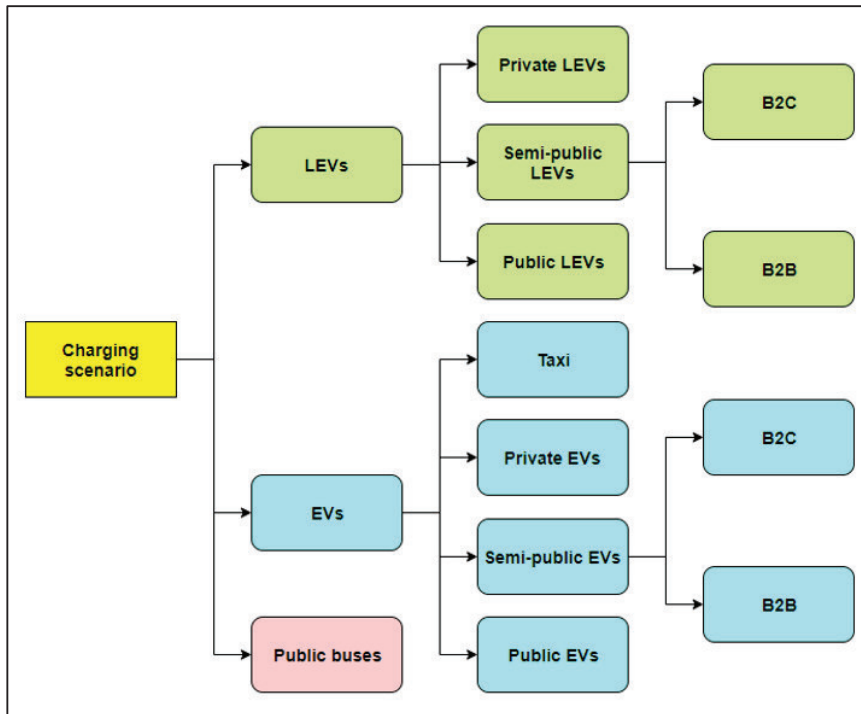 Charging
scenario
LEVs
EVs
Public buses
Private LEVs
Semi-public
LEVs
Public LEVs
Taxi
Private EVs
Semi-public EVs
Public EVs
B2C
B2B
B2C
B2B